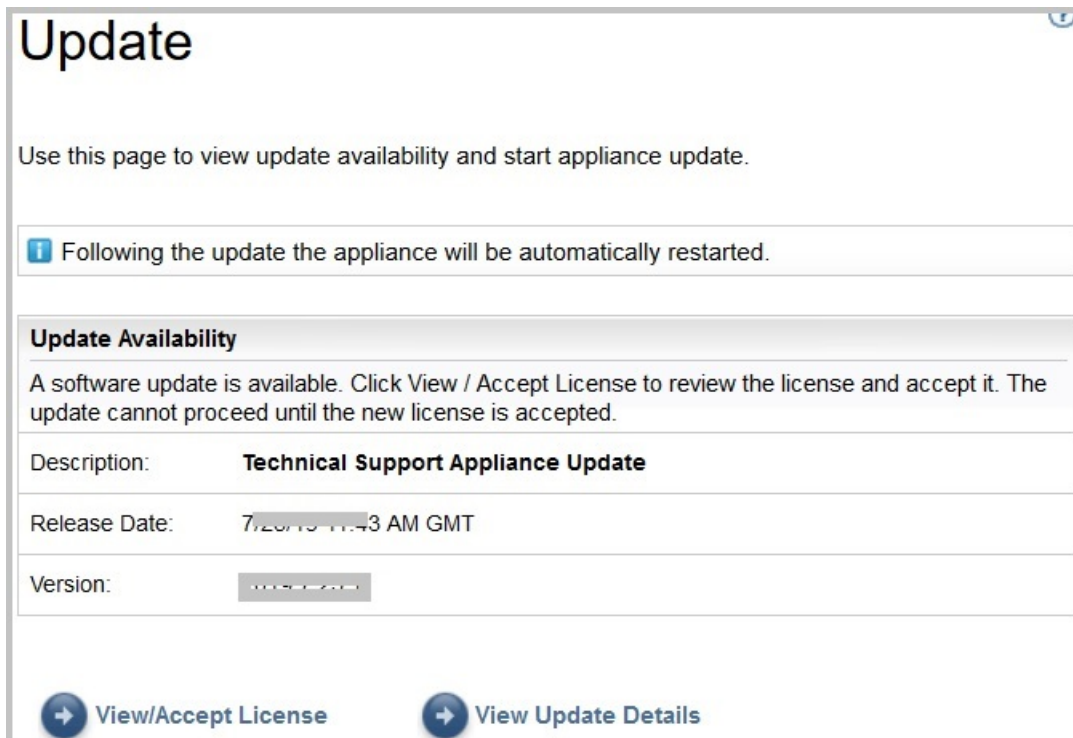 Update
Use this page to view update availability and start appliance update.
Following the update the appliance will be automatically restarted.
Update Availability
A software update is available. Click View / Accept License to review the license and accept it. The
update cannot proceed until the new license is accepted.
Description: Technical Support Appliance Update
Release Date: AM GMT
Version:
View/Accept License View Update Details